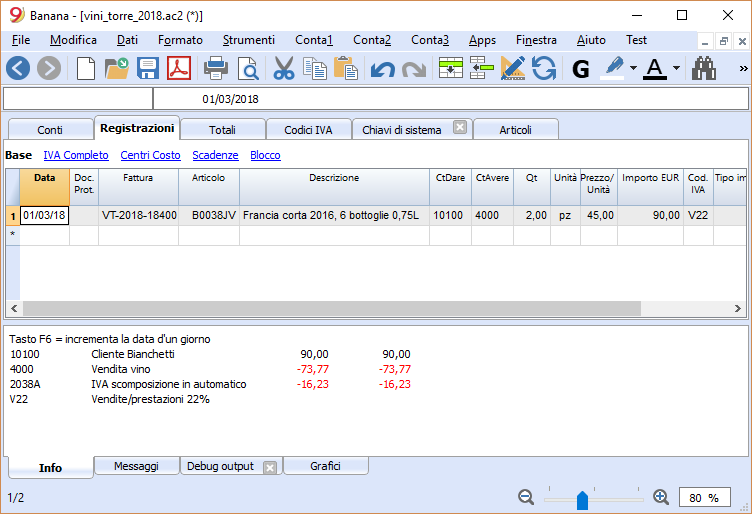 Banana - [vini_torre_2018.ac2 (*)]
File Modifica Dati Formato Strumenti Conta1 Conta2 Conta3 Apps Finestra Aiuto Test
G A »
01/03/2018
Conti Registrazioni Totali Codici IVA Chiavi di sistema Articoli
Base IVA Completo Centri Costo Scadenze Blocco
Data Doc. Prot. Fattura Articolo Descrizione CtDare CtAvere Qt Unità Prezzo/ Unità Importo EUR Cod. IVA Tipo im
1 01/03/18 VT-2018-18400 B0038JV Francia corta 2016, 6 bottoglie 0,75L 10100 4000 2,00 pz 45,00 90,00 V22
*
Tasto F6 = incrementa la data d'un giorno
10100 Cliente Bianchetti 90,00 90,00
4000 Vendita vino -73,77 -73,77
2038A IVA scomposizione in automatico -16,23 -16,23
V22 Vendite/prestazioni 22%
Info Messaggi Debug output Grafici
1/2 80 %